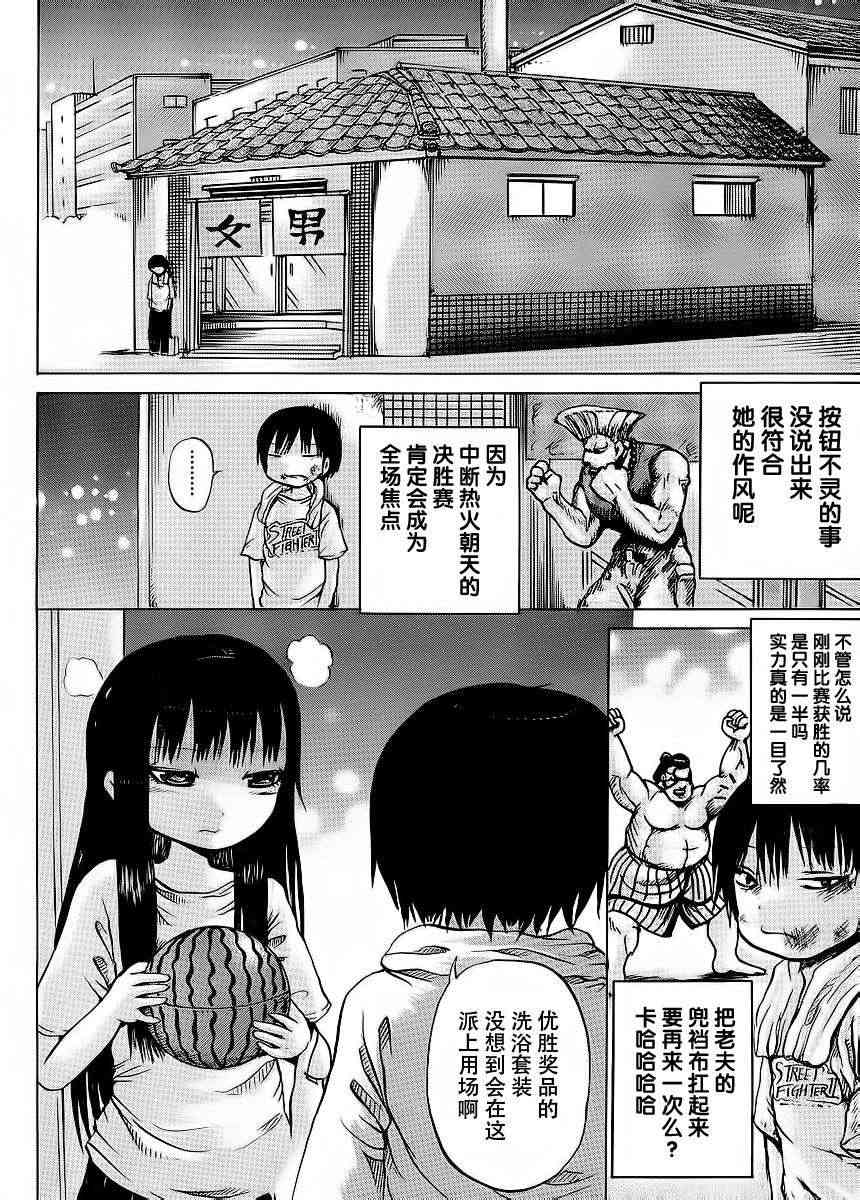 女
男
按钮不灵的事
没说出来
很符合
她的作风呢
因为
中断热火朝天的
决胜赛
肯定会成为
全场焦点
………
STREET
FIGHTER II
不管怎么说
刚刚比赛获胜的几率
是只有一半吗
实力真的是一目了然
把老夫的
兜裆布扛起来
要再来一次么?
卡哈哈哈哈
STREET
FIGHTER II
优胜奖品的
洗浴套装
没想到会在这
派上用场啊